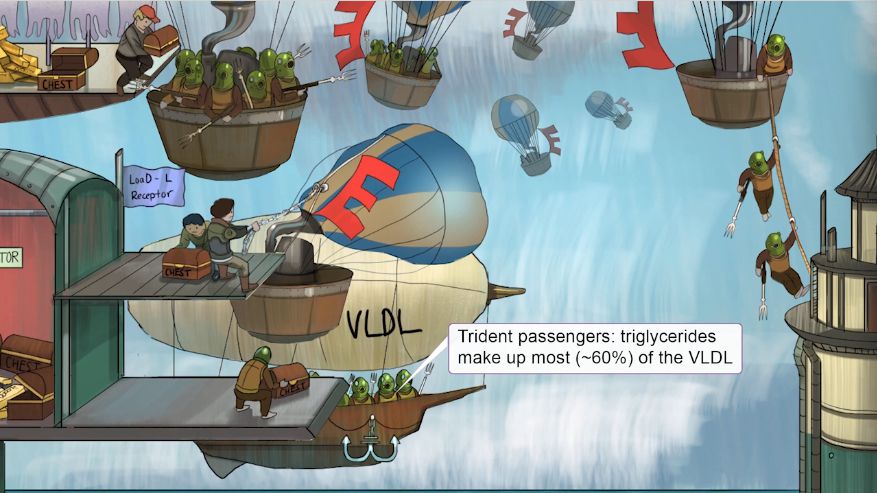 CHEST
LoaD - L
Receptor
TOR
CHEST
VLDL
Trident passengers: triglycerides
make up most (~60%) of the VLDL
CHEST
CHEST
E
E
E
E